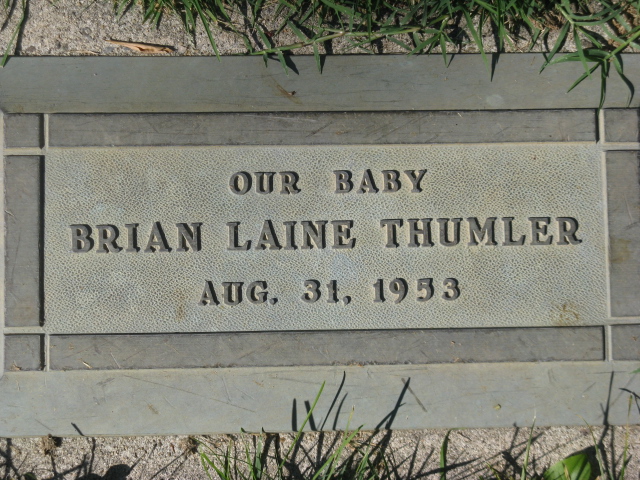 OUR BABY
BRIAN LAINE THUMLER
AUG. 31, 1953